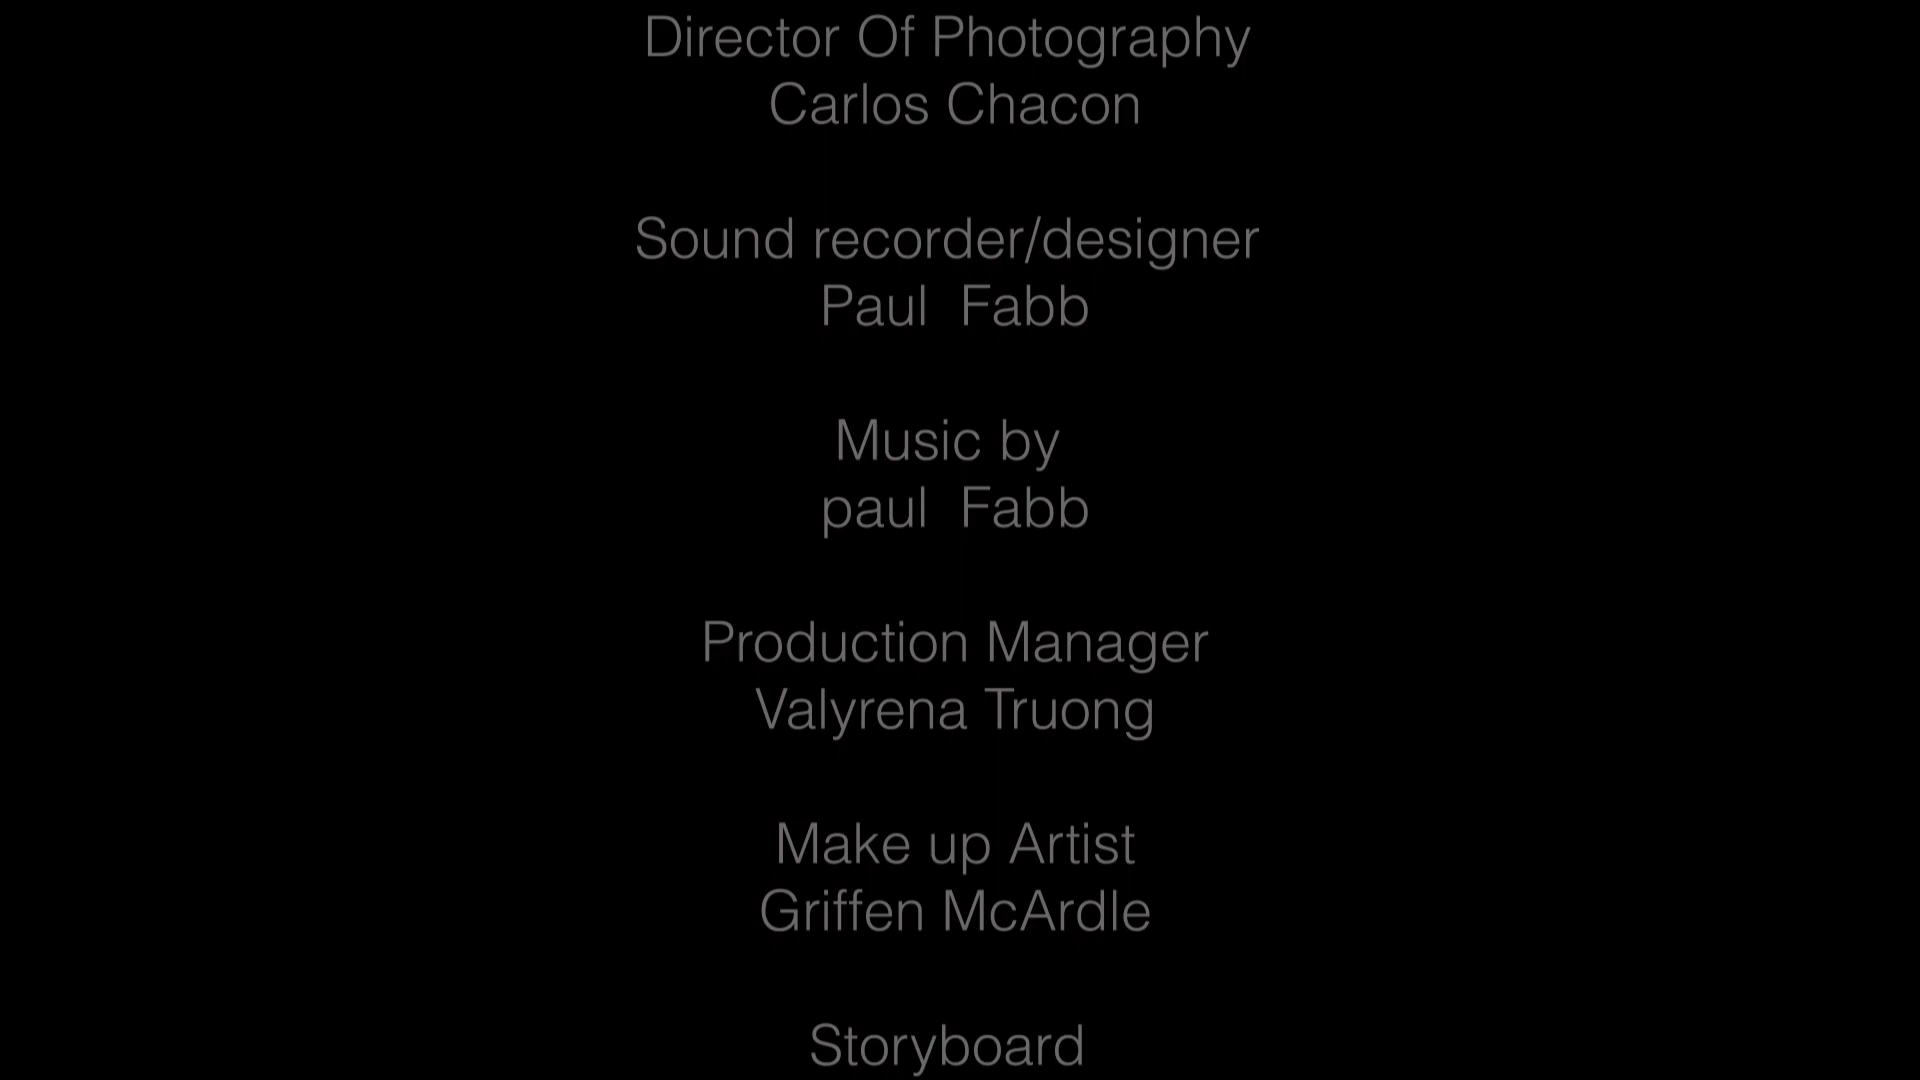 Director Of Photography
Carlos Chacon
Sound recorder/designer
Paul  Fabb
Music by
paul  Fabb
Production Manager
Valyrena Truong
Make up Artist
Griffen McArdle
Storyboard